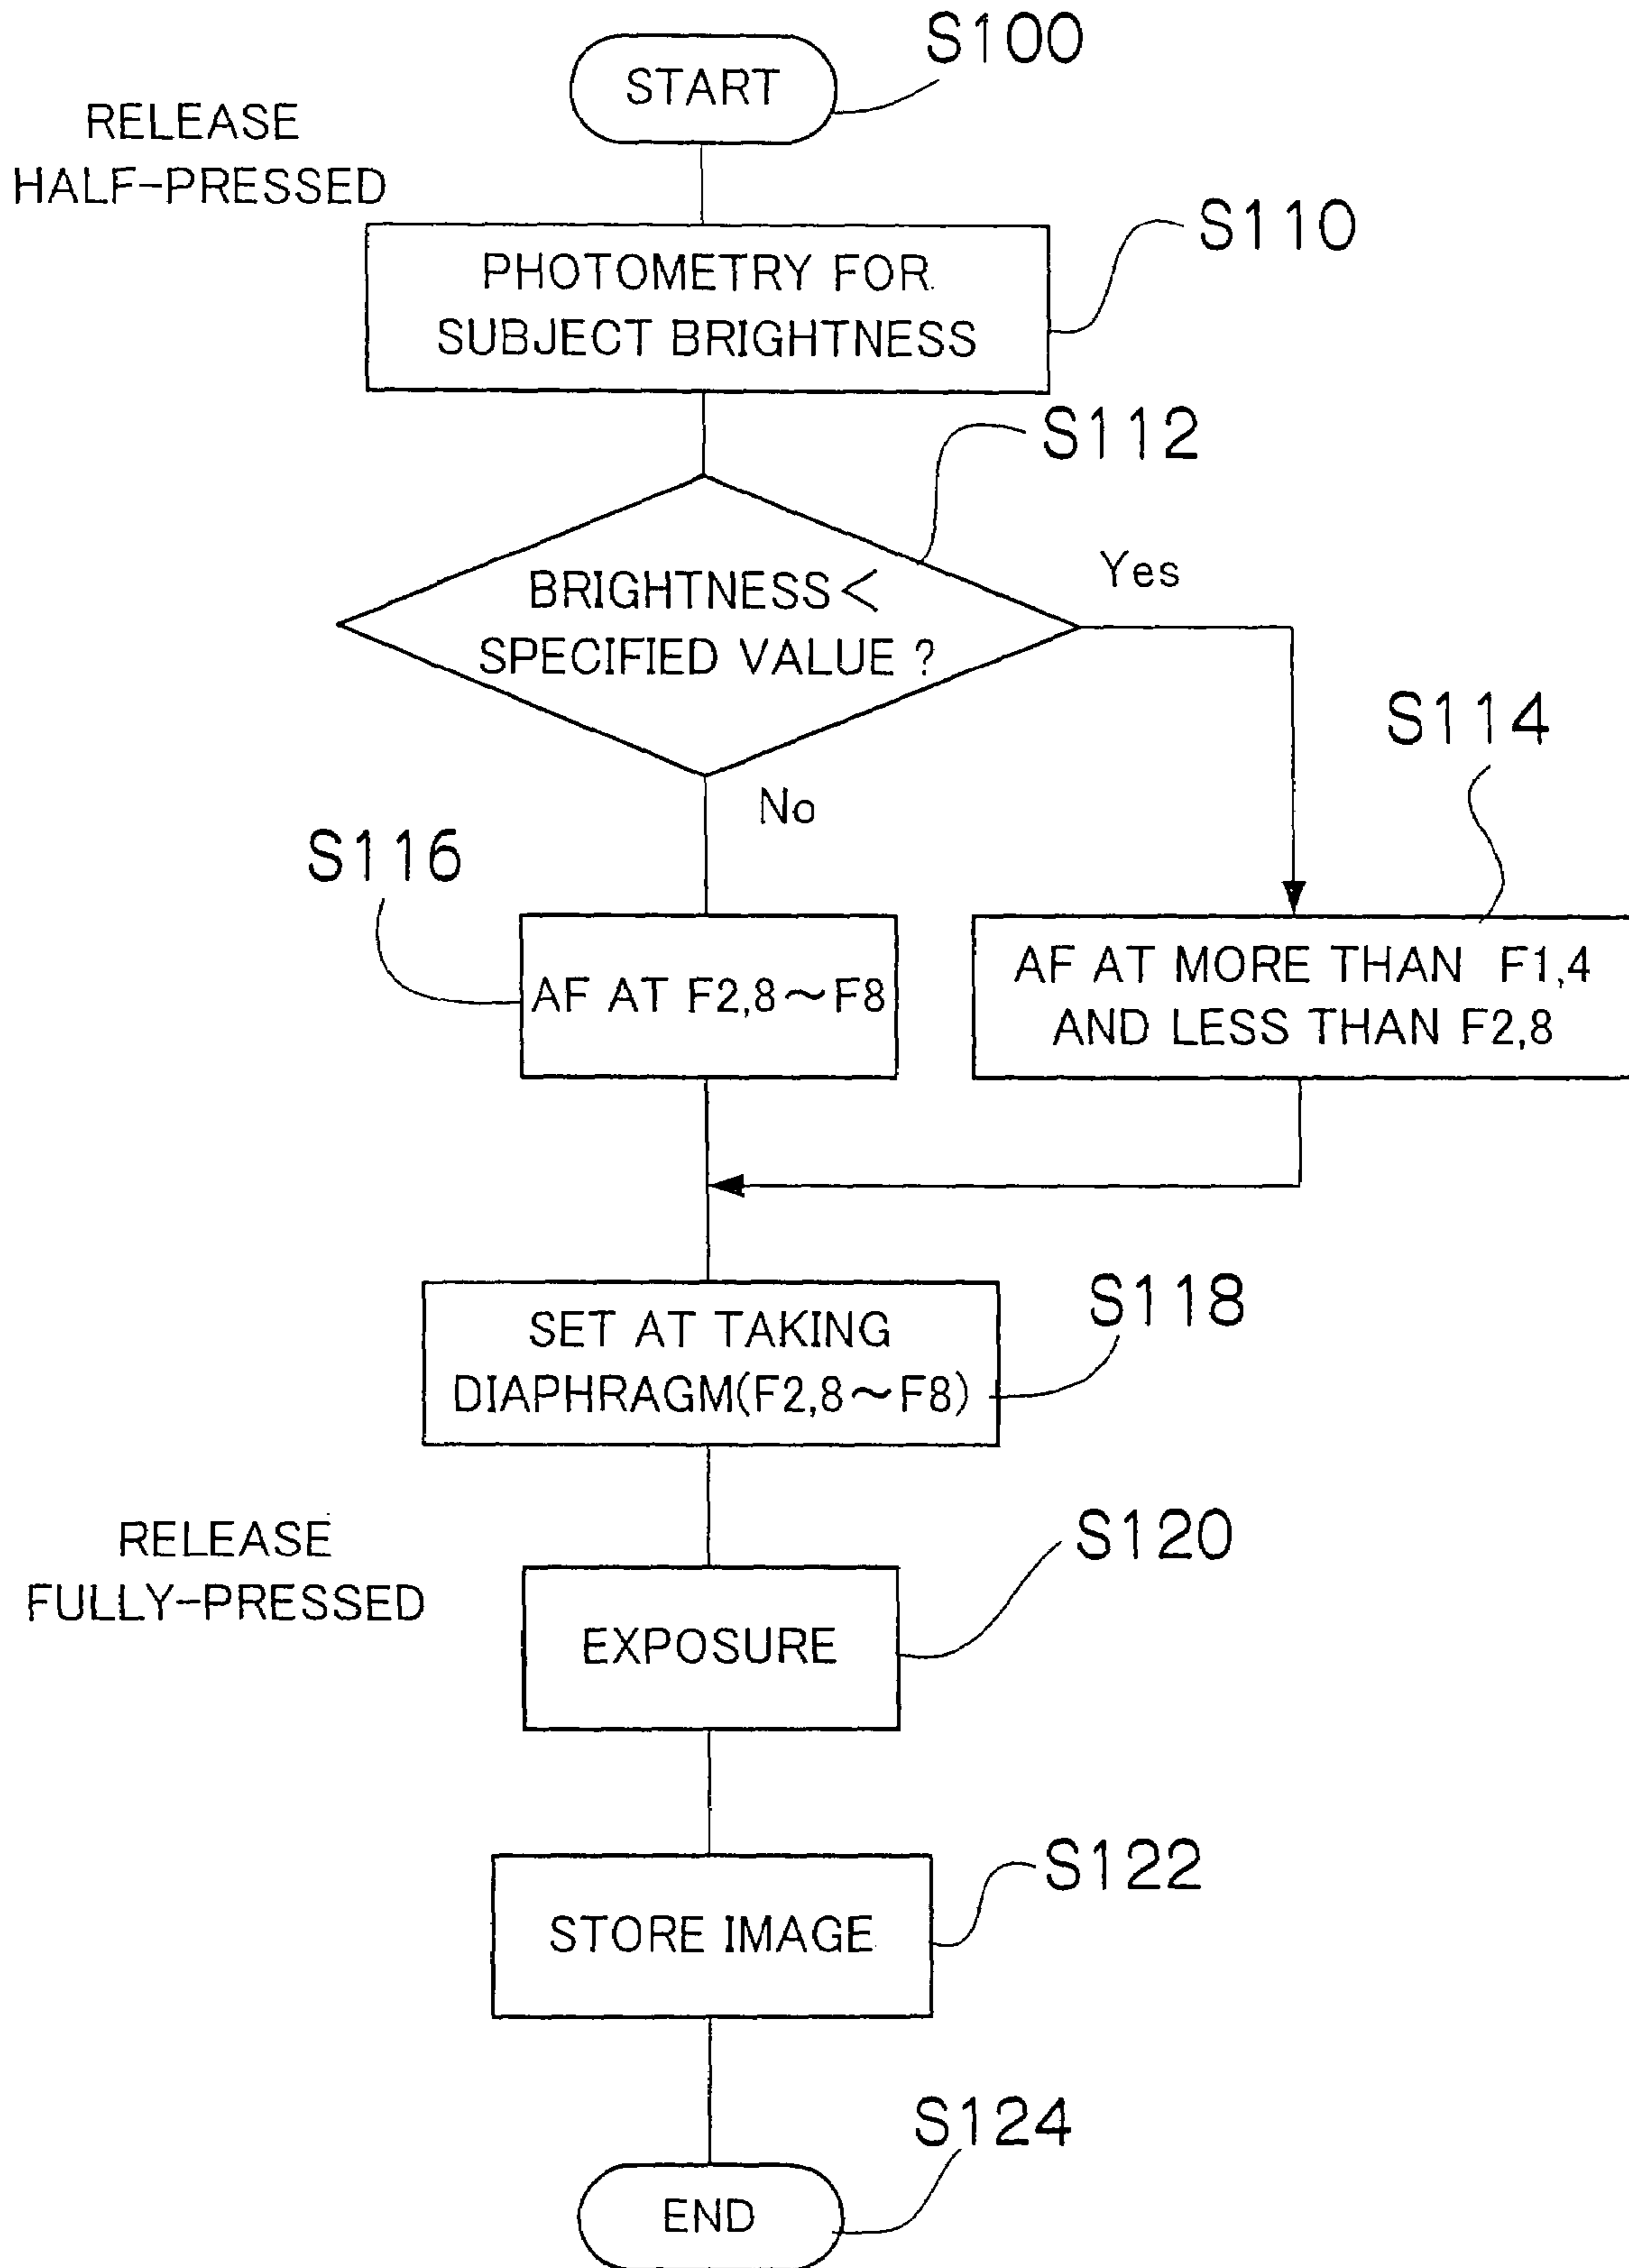 START
S100
RELEASE
HALF-PRESSED
PHOTOMETRY FOR
SUBJECT BRIGHTNESS
S110
S112
BRIGHTNESS<
SPECIFIED VALUE ?
Yes
No
S114
S116
AF AT F2,8~F8
AF AT MORE THAN F1,4
AND LESS THAN F2,8
SET AT TAKING
DIAPHRAGM(F2,8~F8)
S118
RELEASE
FULLY-PRESSED
S120
EXPOSURE
S122
STORE IMAGE
S124
END